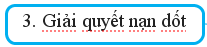 3. Giải quyết nạn dốt